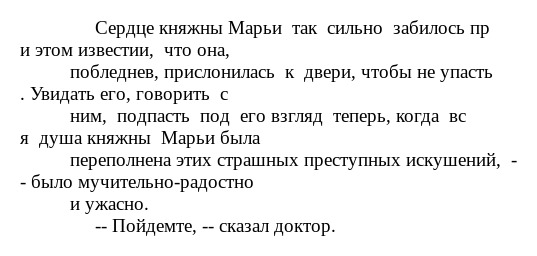 Сердце княжны Марьи  так  сильно  забилось пр
и этом известии,  что она,
побледнев, прислонилась  к  двери, чтобы не упасть
. Увидать его, говорить  с
ним,  подпасть  под  его взгляд  теперь, когда  вс
я  душа княжны  Марьи была
переполнена этих страшных преступных искушений,  -
- было мучительно-радостно
и ужасно.
-- Пойдемте, -- сказал доктор.